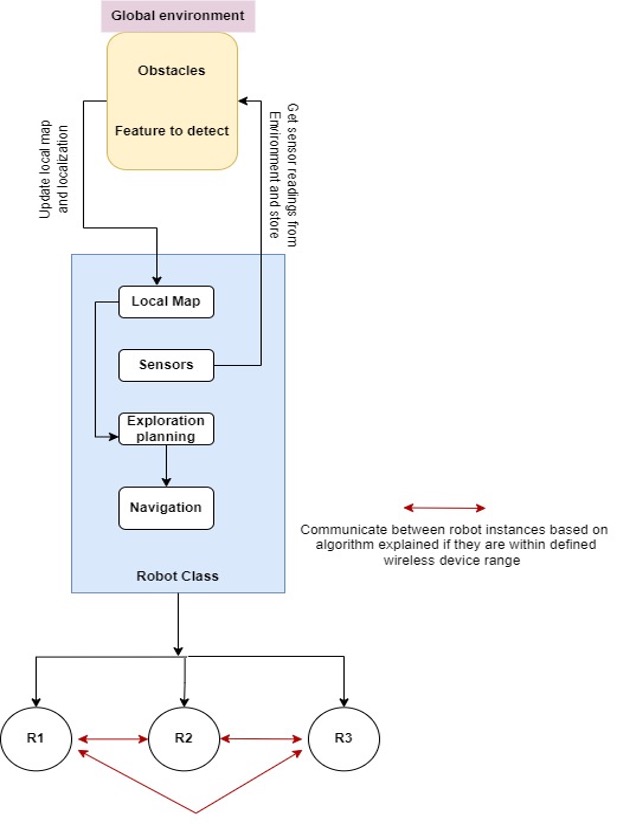 Global environment
Obstacles
Feature to detect
Update local map
and localization
Get sensor readings from
Environment and store
Local Map
Sensors
Exploration
planning
Navigation
Robot Class
Communicate between robot instances based on
algorithm explained if they are within defined
wireless device range
R1
R2
R3